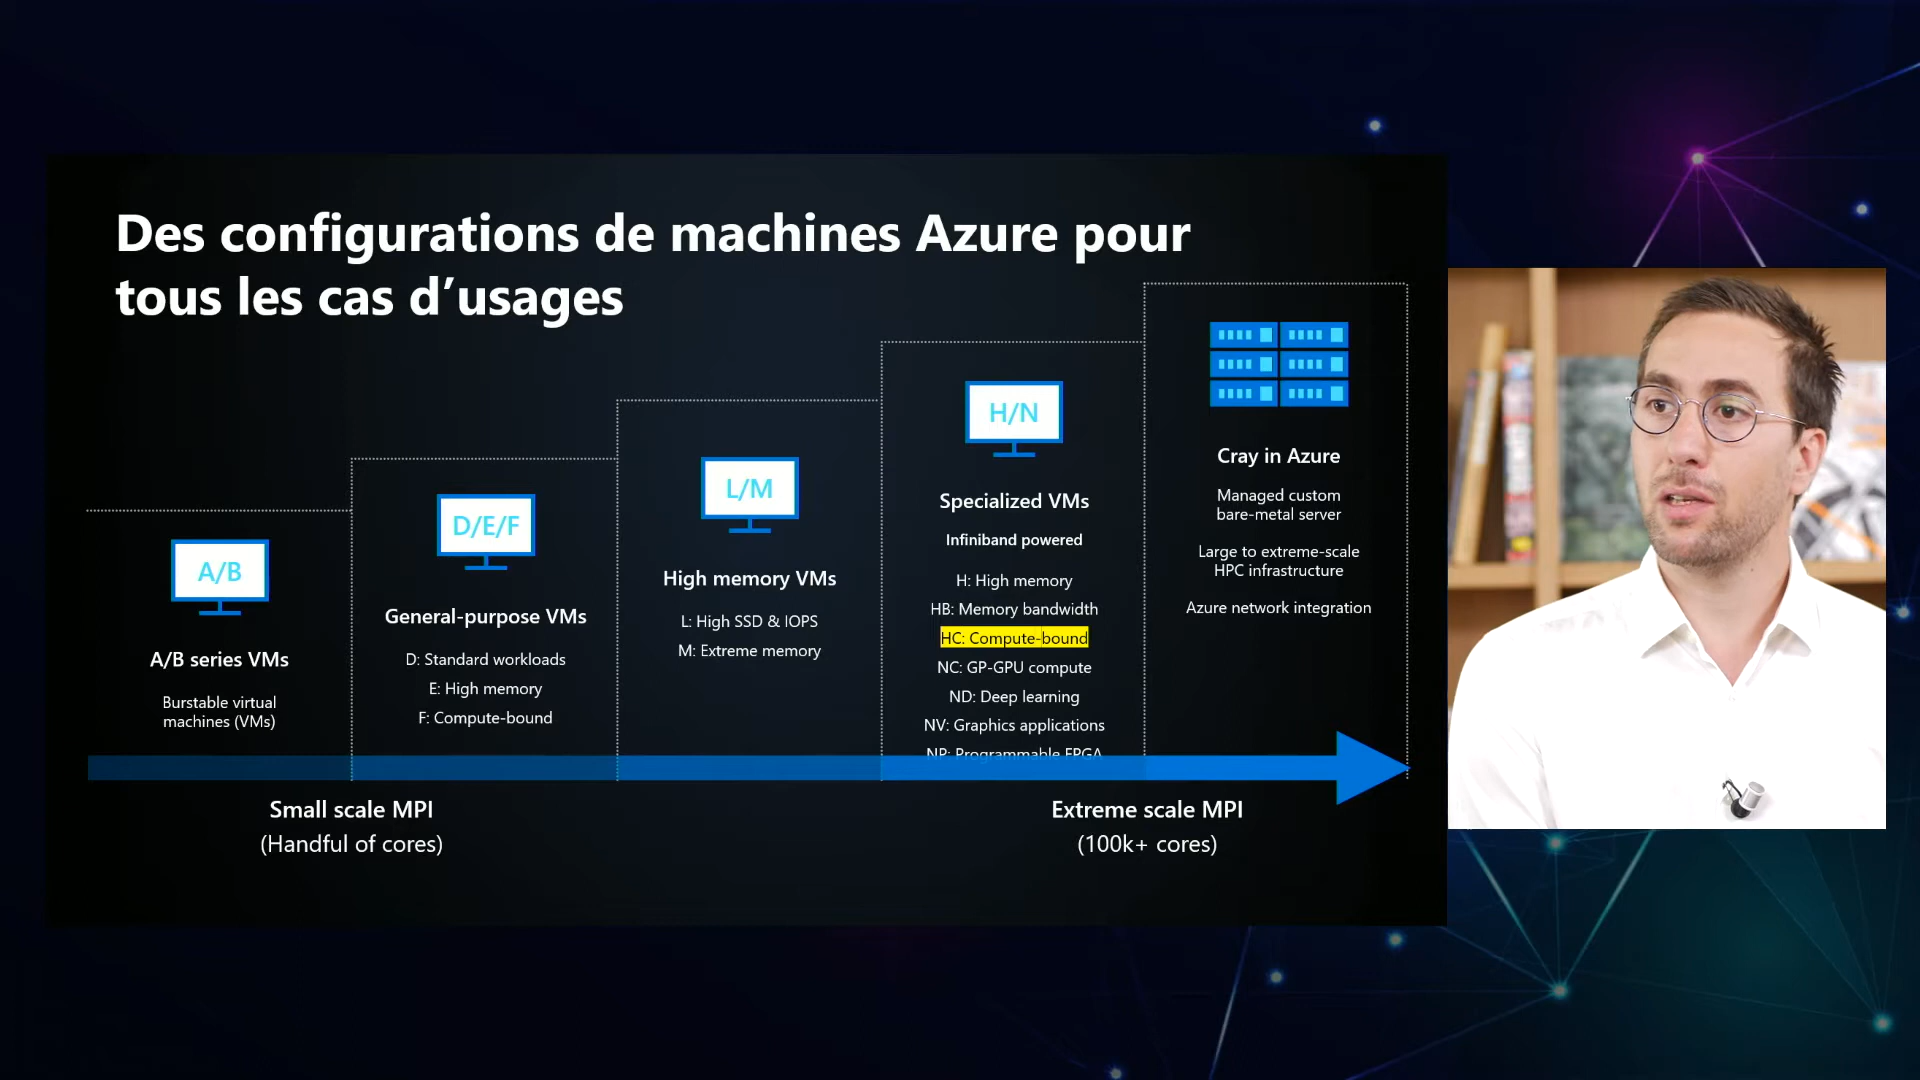 Des configurations de machines Azure pour
tous les cas d’usages
A/B
A/B series VMs
Burstable virtual
machines (VMs)
D/E/F
General-purpose VMs
D: Standard workloads
E: High memory
F: Compute-bound
L/M
High memory VMs
L: High SSD & IOPS
M: Extreme memory
H/N
Specialized VMs
Infiniband powered
H: High memory
HB: Memory bandwidth
HC: Compute-bound
NC: GP-GPU compute
ND: Deep learning
NV: Graphics applications
NP: Programmable FPGA
Cray in Azure
Managed custom
bare-metal server
Large to extreme-scale
HPC infrastructure
Azure network integration
Small scale MPI
(Handful of cores)
Extreme scale MPI
(100k+ cores)